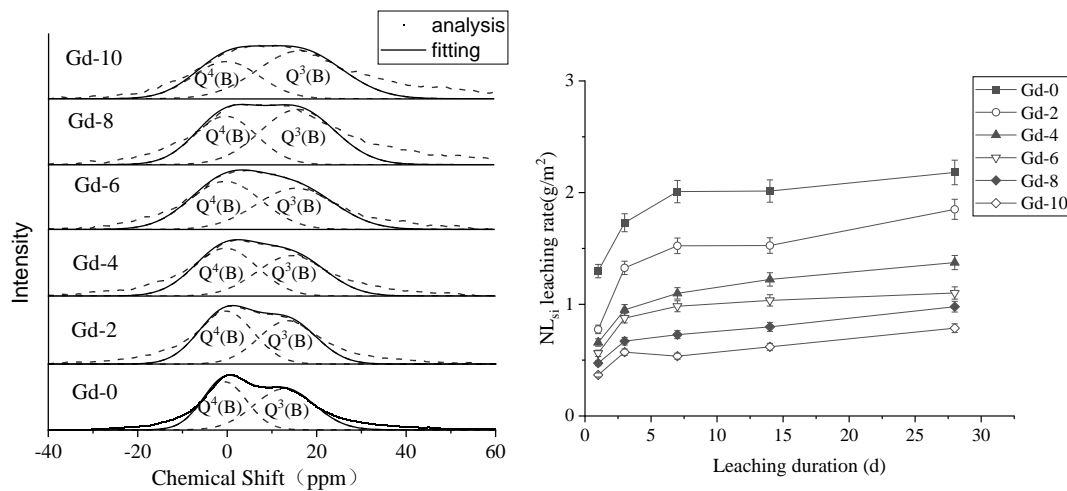 analysis
fitting
Gd-10
Q⁴(B)
Q³(B)
Gd-8
Q⁴(B)
Q³(B)
Gd-6
Q⁴(B)
Q³(B)
Gd-4
Q⁴(B)
Q³(B)
Gd-2
Q⁴(B)
Q³(B)
Gd-0
Q⁴(B)
Q³(B)
Intensity
-40 -20 0 20 40 60
Chemical Shift（ppm）
3
2
1
0
NLsi leaching rate(g/m²)
Gd-0
Gd-2
Gd-4
Gd-6
Gd-8
Gd-10
0 5 10 15 20 25 30
Leaching duration (d)